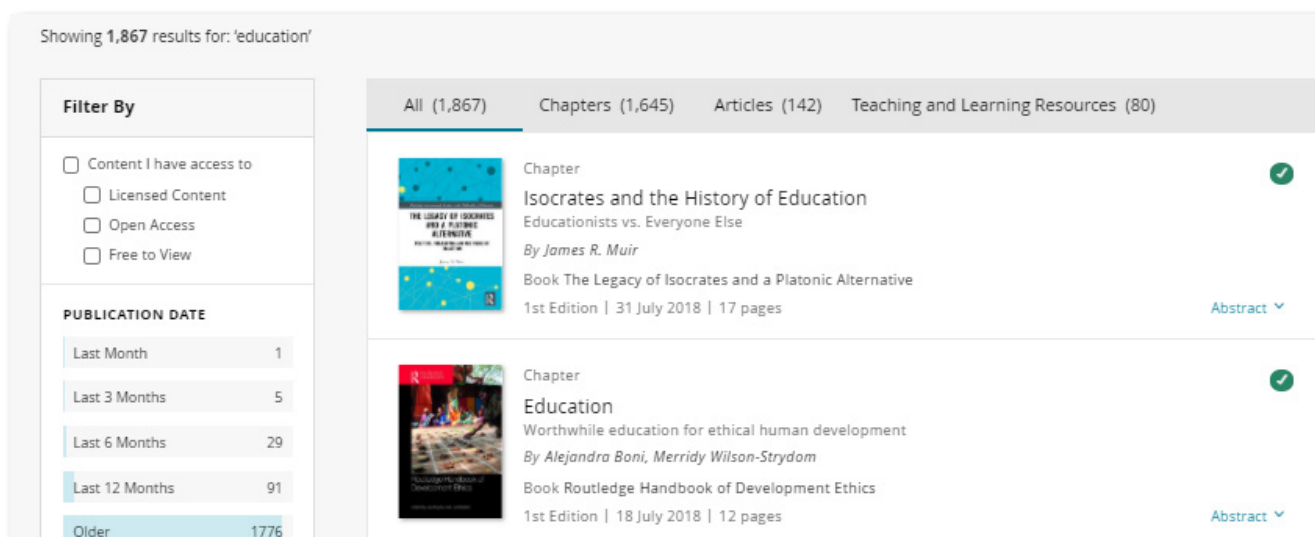 Showing 1,867 results for: 'education'
Filter By
Content I have access to
Licensed Content
Open Access
Free to View
PUBLICATION DATE
Last Month 1
Last 3 Months 5
Last 6 Months 29
Last 12 Months 91
Older 1776
All (1,867) Chapters (1,645) Articles (142) Teaching and Learning Resources (80)
THE LEGACY OF ISOCRATES
AND A PLATONIC
ALTERNATIVE
Chapter
Isocrates and the History of Education
Educationists vs. Everyone Else
By James R. Muir
Book The Legacy of Isocrates and a Platonic Alternative
1st Edition | 31 July 2018 | 17 pages
Abstract
Routledge Handbook of
Development Ethics
Chapter
Education
Worthwhile education for ethical human development
By Alejandra Boni, Merridy Wilson-Strydom
Book Routledge Handbook of Development Ethics
1st Edition | 18 July 2018 | 12 pages
Abstract